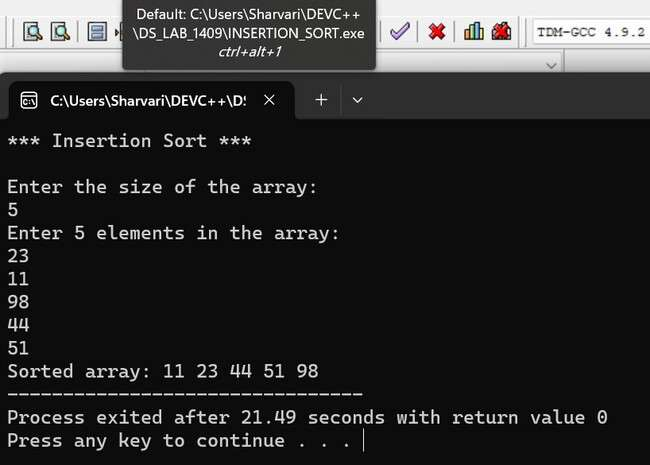 Default: C:\Users\Sharvari\DEVC++
\DS_LAB_1409\INSERTION_SORT.exe
ctrl+alt+1
TDM-GCC 4.9.2
C:\Users\Sharvari\DEVC++\D
*** Insertion Sort ***
Enter the size of the array:
5
Enter 5 elements in the array:
23
11
98
44
51
Sorted array: 11 23 44 51 98
--------------------------------
Process exited after 21.49 seconds with return value 0
Press any key to continue . . .